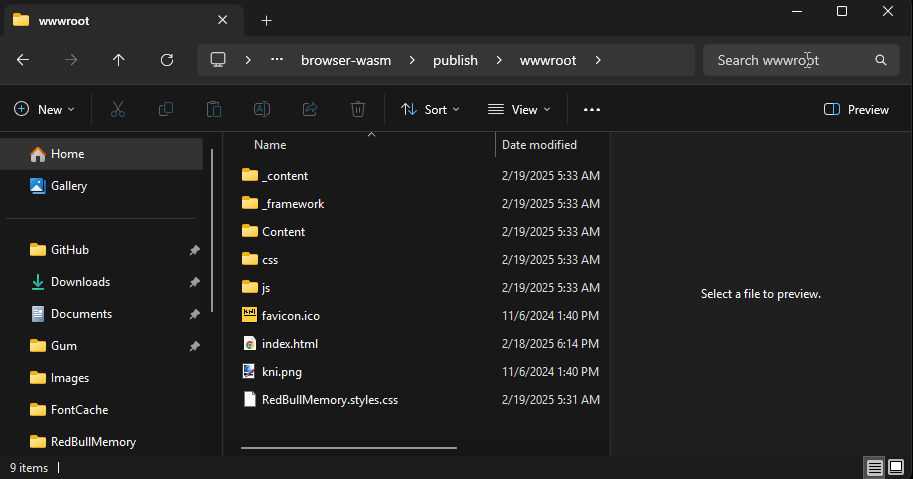 wwwroot
... browser-wasm publish wwwroot
Search wwwroot
New Sort View ... Preview
Home
Gallery
GitHub
Downloads
Documents
Gum
Images
FontCache
RedBullMemory
Name Date modified
_content 2/19/2025 5:33 AM
_framework 2/19/2025 5:33 AM
Content 2/19/2025 5:33 AM
css 2/19/2025 5:33 AM
js 2/19/2025 5:33 AM
KNI favicon.ico 11/6/2024 1:40 PM
index.html 2/18/2025 6:14 PM
kni.png 11/6/2024 1:40 PM
RedBullMemory.styles.css 2/19/2025 5:31 AM
Select a file to preview.
9 items